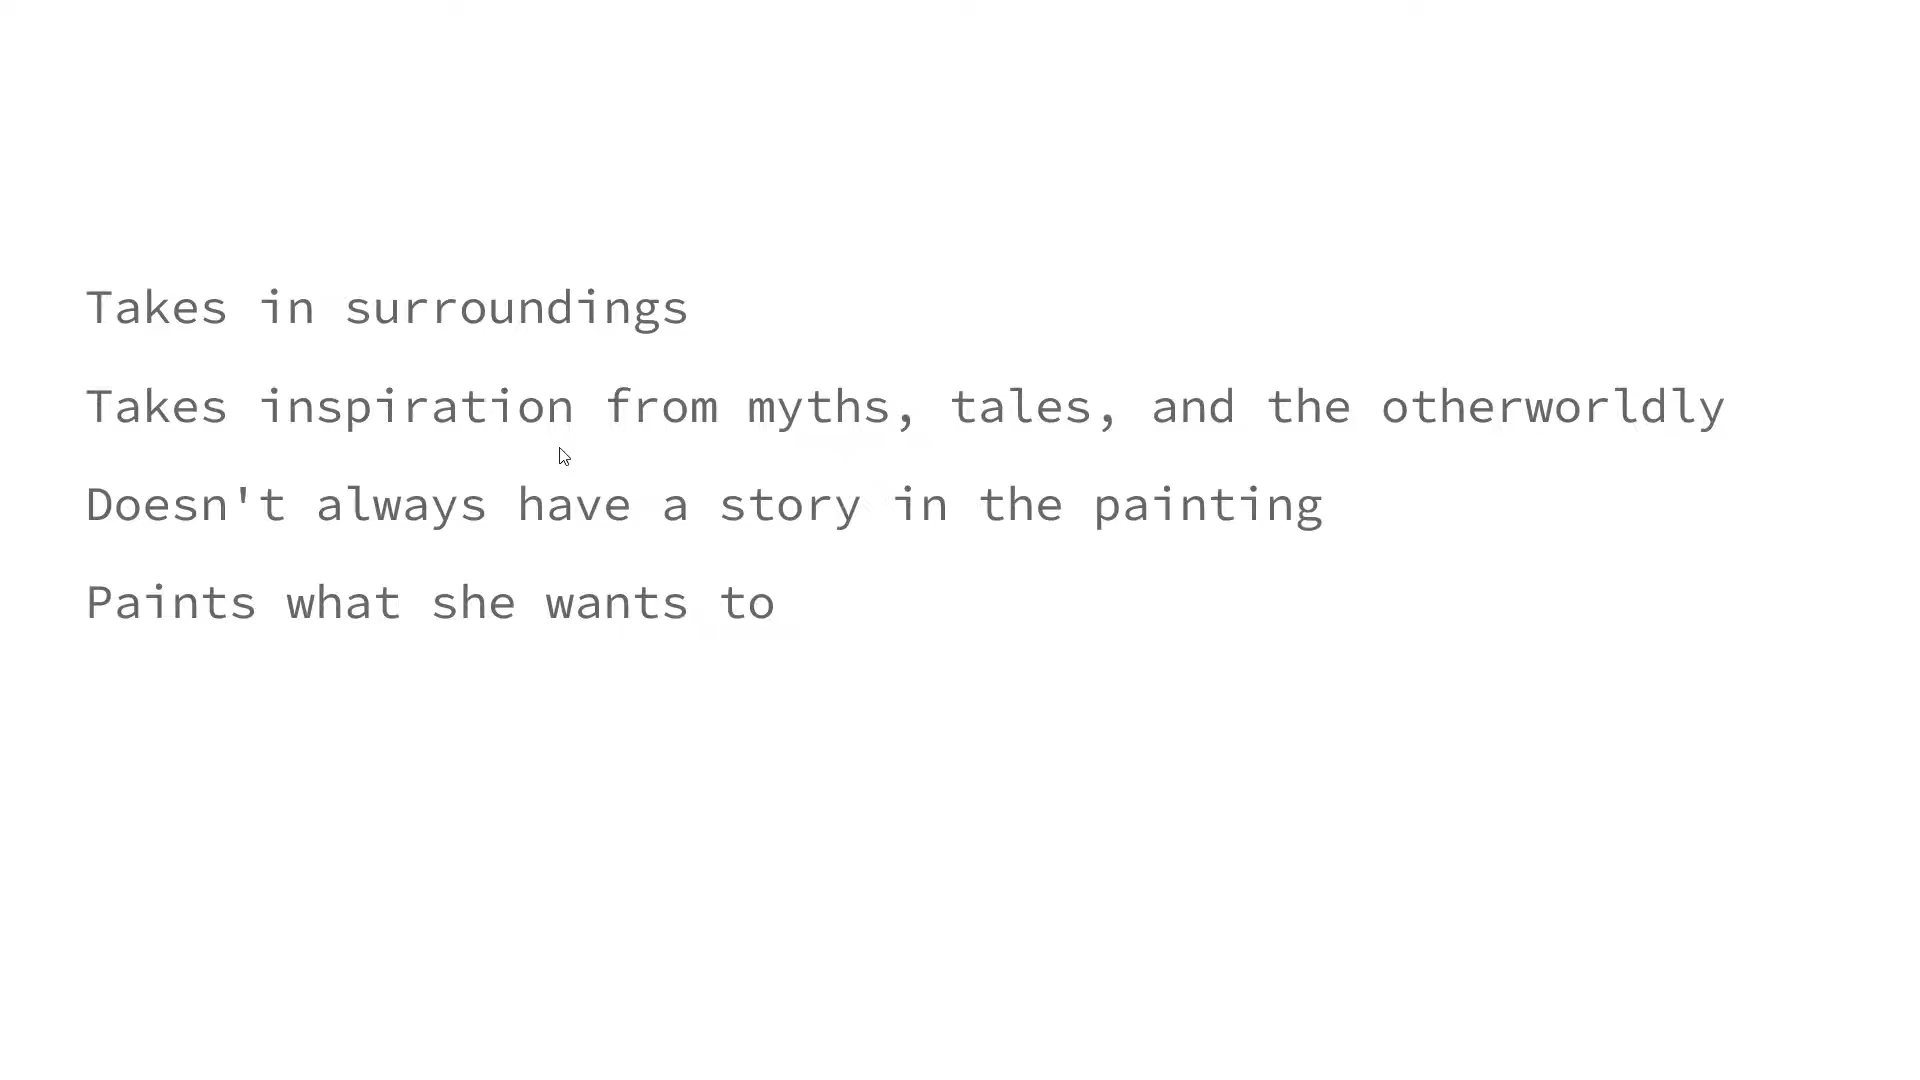 Takes in surroundings
Takes inspiration from myths, tales, and the otherworldly
Doesn't always have a story in the painting
Paints what she wants to